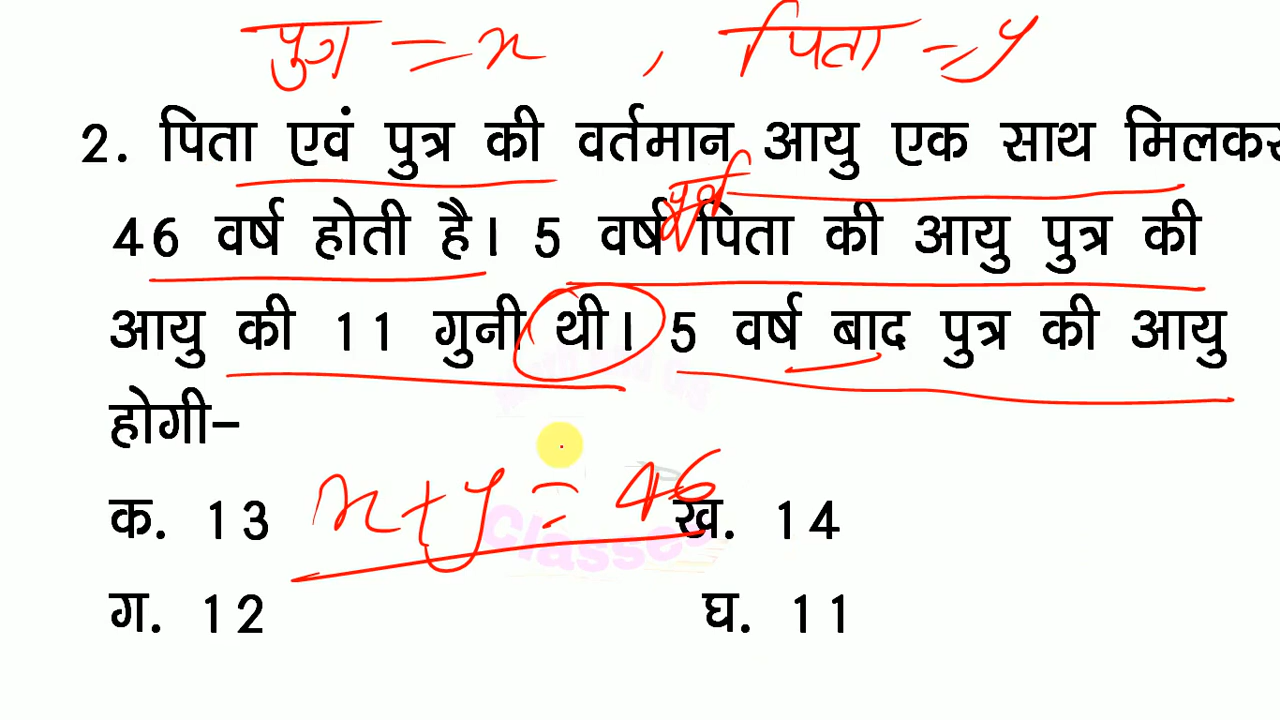 पुत्र = x , पिता = y
2. पिता एवं पुत्र की वर्तमान आयु एक साथ मिलकर
पूर्व
46 वर्ष होती है। 5 वर्ष पिता की आयु पुत्र की
आयु की 11 गुनी थी। 5 वर्ष बाद पुत्र की आयु
होगी–
x + y = 46
क. 13 ख. 14
Classes
ग. 12 घ. 11